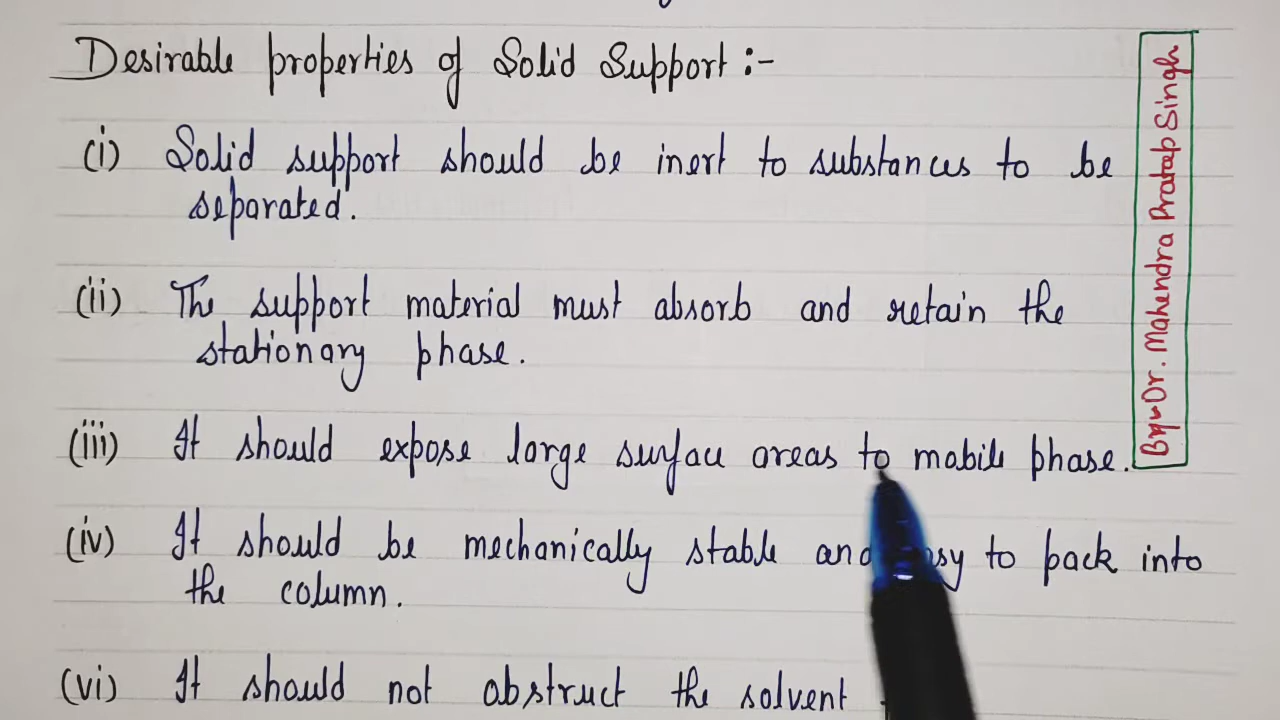 Desirable properties of Solid Support :-
(i) Solid support should be inert to substances to be
separated.
(ii) The support material must absorb and retain the
stationary phase.
(iii) It should expose large surface areas to mobile phase.
(iv) It should be mechanically stable and to pack into
the column.
(vi) It should not obstruct the solvent
By:- Dr. Mahendra Pratap Singh